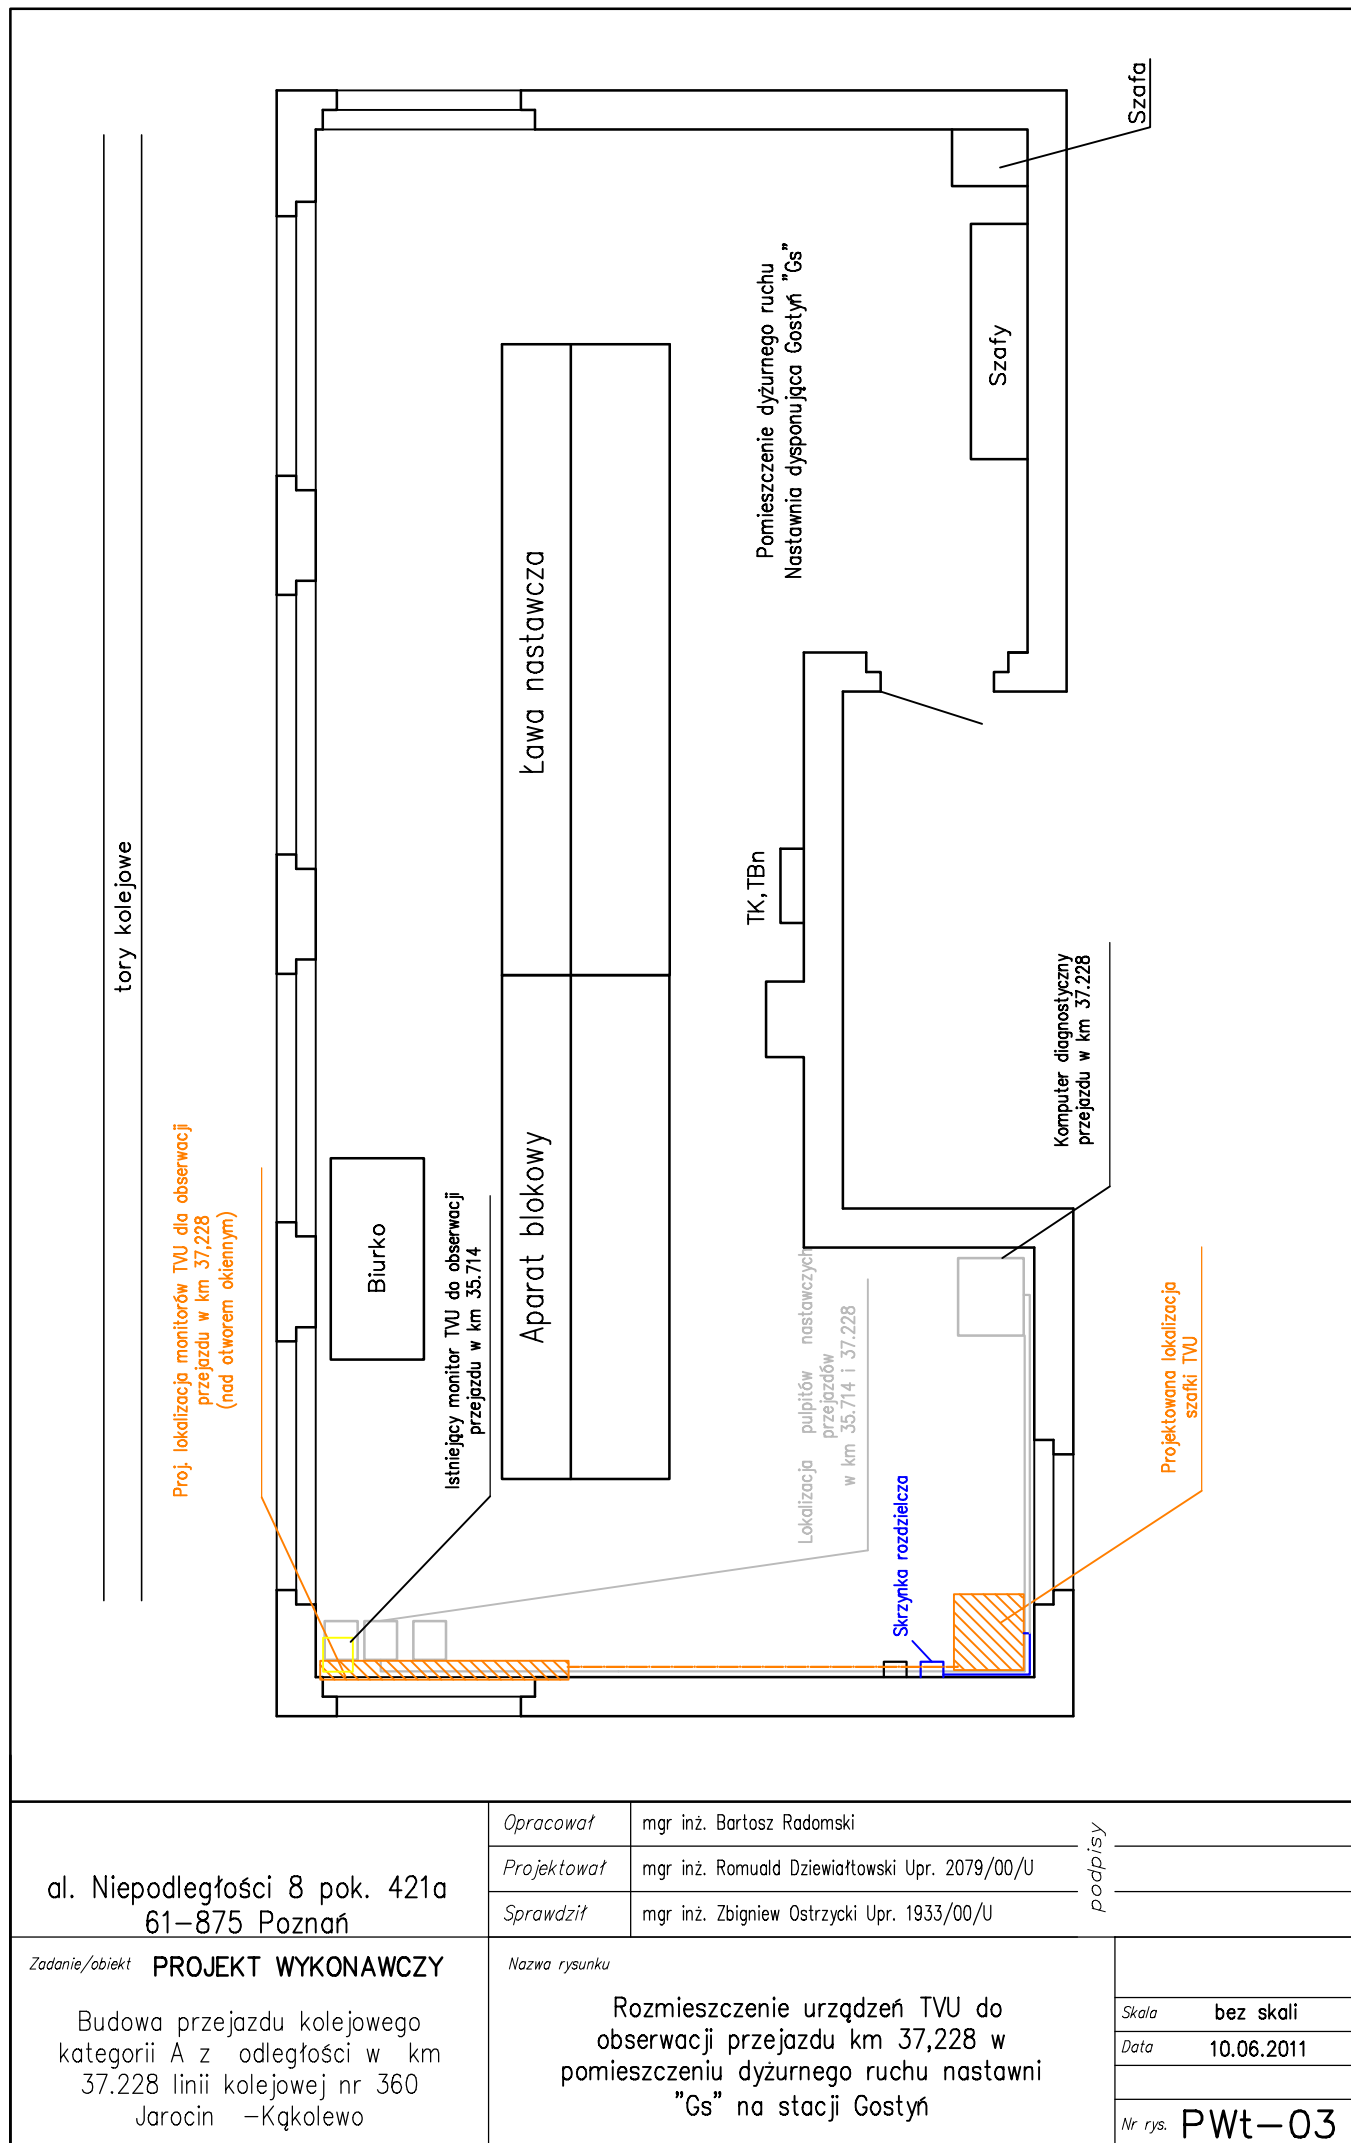 Szafa
Pomieszczenie dyżurnego ruchu
Nastawnia dysponująca Gostyń "Gs"
Szafy
Ława nastawcza
tory kolejowe
TK,TBn
Komputer diagnostyczny
przejazdu w km 37.228
Proj. lokalizacja monitorów TVU dla obserwacji
przejazdu w km 37,228
(nad otworem okiennym)
Biurko
Istniejący monitor TVU do obserwacji
przejazdu w km 35.714
Aparat blokowy
Lokalizacja pulpitów nastawczych
przejazdów
w km 35.714 i 37.228
Skrzynka rozdzielcza
Projektowana lokalizacja
szafki TVU
al. Niepodległości 8 pok. 421a
61-875 Poznań
Opracował mgr inż. Bartosz Radomski
Projektował mgr inż. Romuald Dziewiałtowski Upr. 2079/00/U
Sprawdził mgr inż. Zbigniew Ostrzycki Upr. 1933/00/U
podpisy
Zadanie/obiekt PROJEKT WYKONAWCZY
Budowa przejazdu kolejowego
kategorii A z odległości w km
37.228 linii kolejowej nr 360
Jarocin -Kąkolewo
Nazwa rysunku
Rozmieszczenie urządzeń TVU do
obserwacji przejazdu km 37,228 w
pomieszczeniu dyżurnego ruchu nastawni
"Gs" na stacji Gostyń
Skala bez skali
Data 10.06.2011
Nr rys. PWt-03